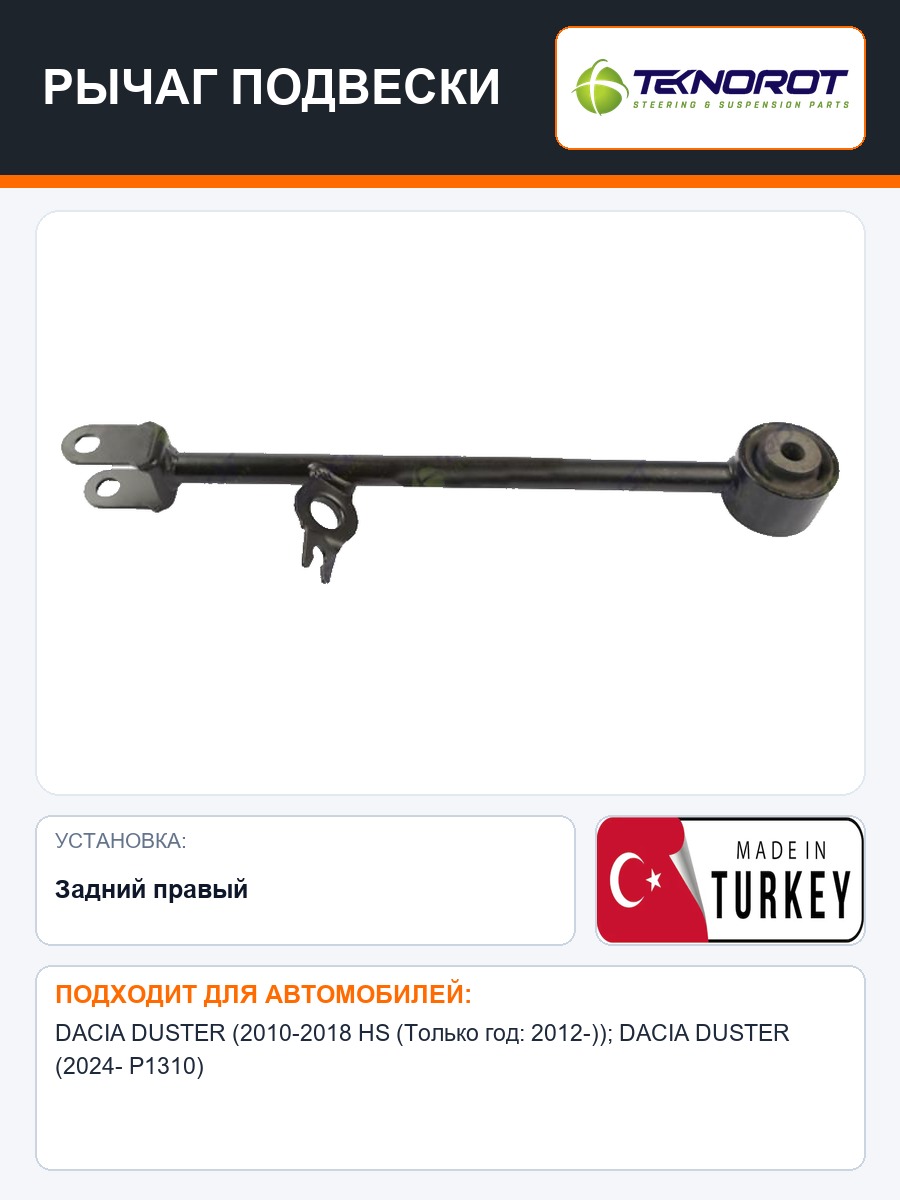 РЫЧАГ ПОДВЕСКИ
TEKNOROT
STEERING & SUSPENSION PARTS
УСТАНОВКА:
Задний правый
MADE IN
TURKEY
ПОДХОДИТ ДЛЯ АВТОМОБИЛЕЙ:
DACIA DUSTER (2010-2018 HS (Только год: 2012-)); DACIA DUSTER
(2024- P1310)